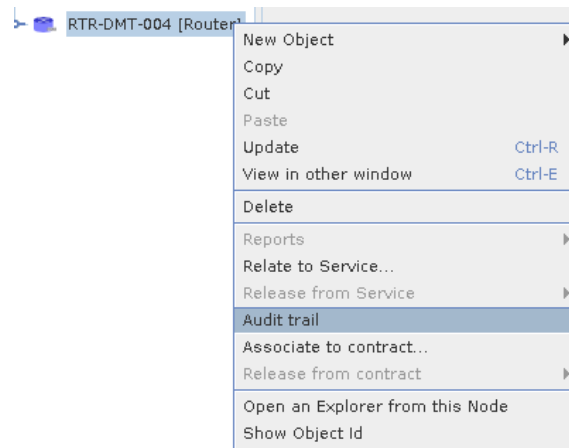 RTR-DMT-004 [Router]
New Object
Copy
Cut
Paste
Update Ctrl-R
View in other window Ctrl-E
Delete
Reports
Relate to Service...
Release from Service
Audit trail
Associate to contract...
Release from contract
Open an Explorer from this Node
Show Object Id